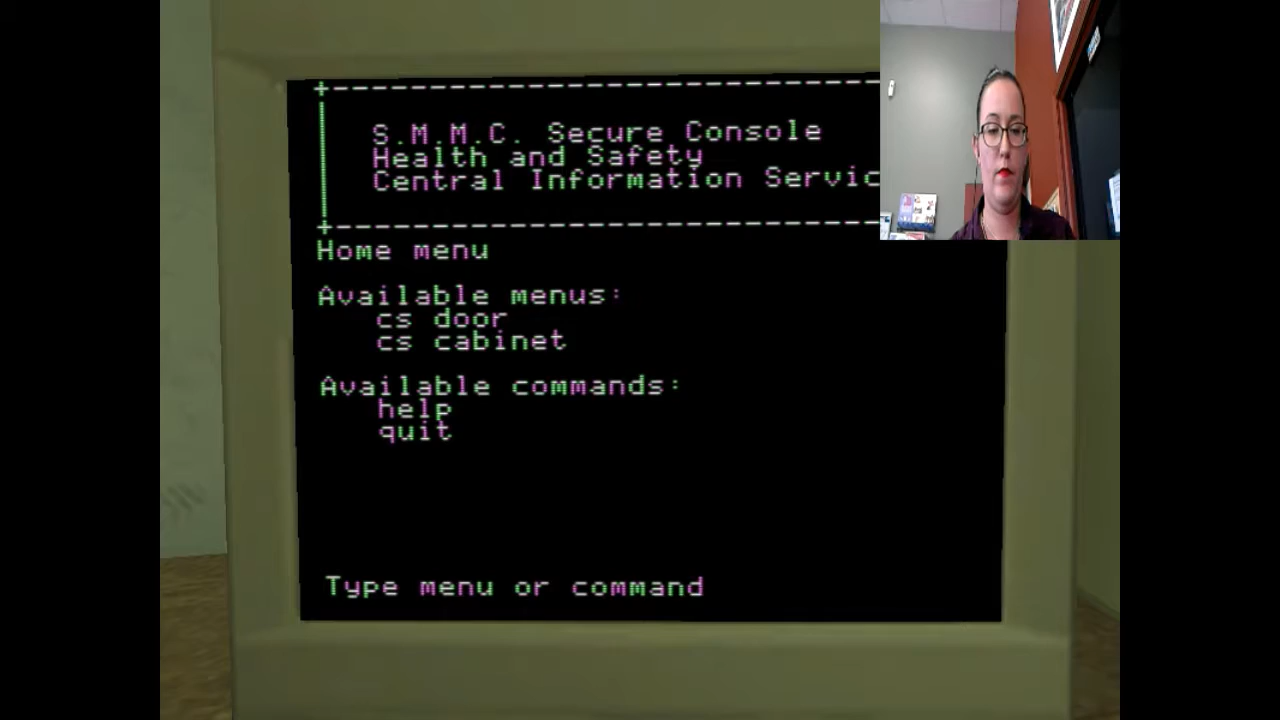 S.M.M.C. Secure Console
Health and Safety
Central Information Servic
Home menu
Available menus:
cs door
cs cabinet
Available commands:
help
quit
Type menu or command